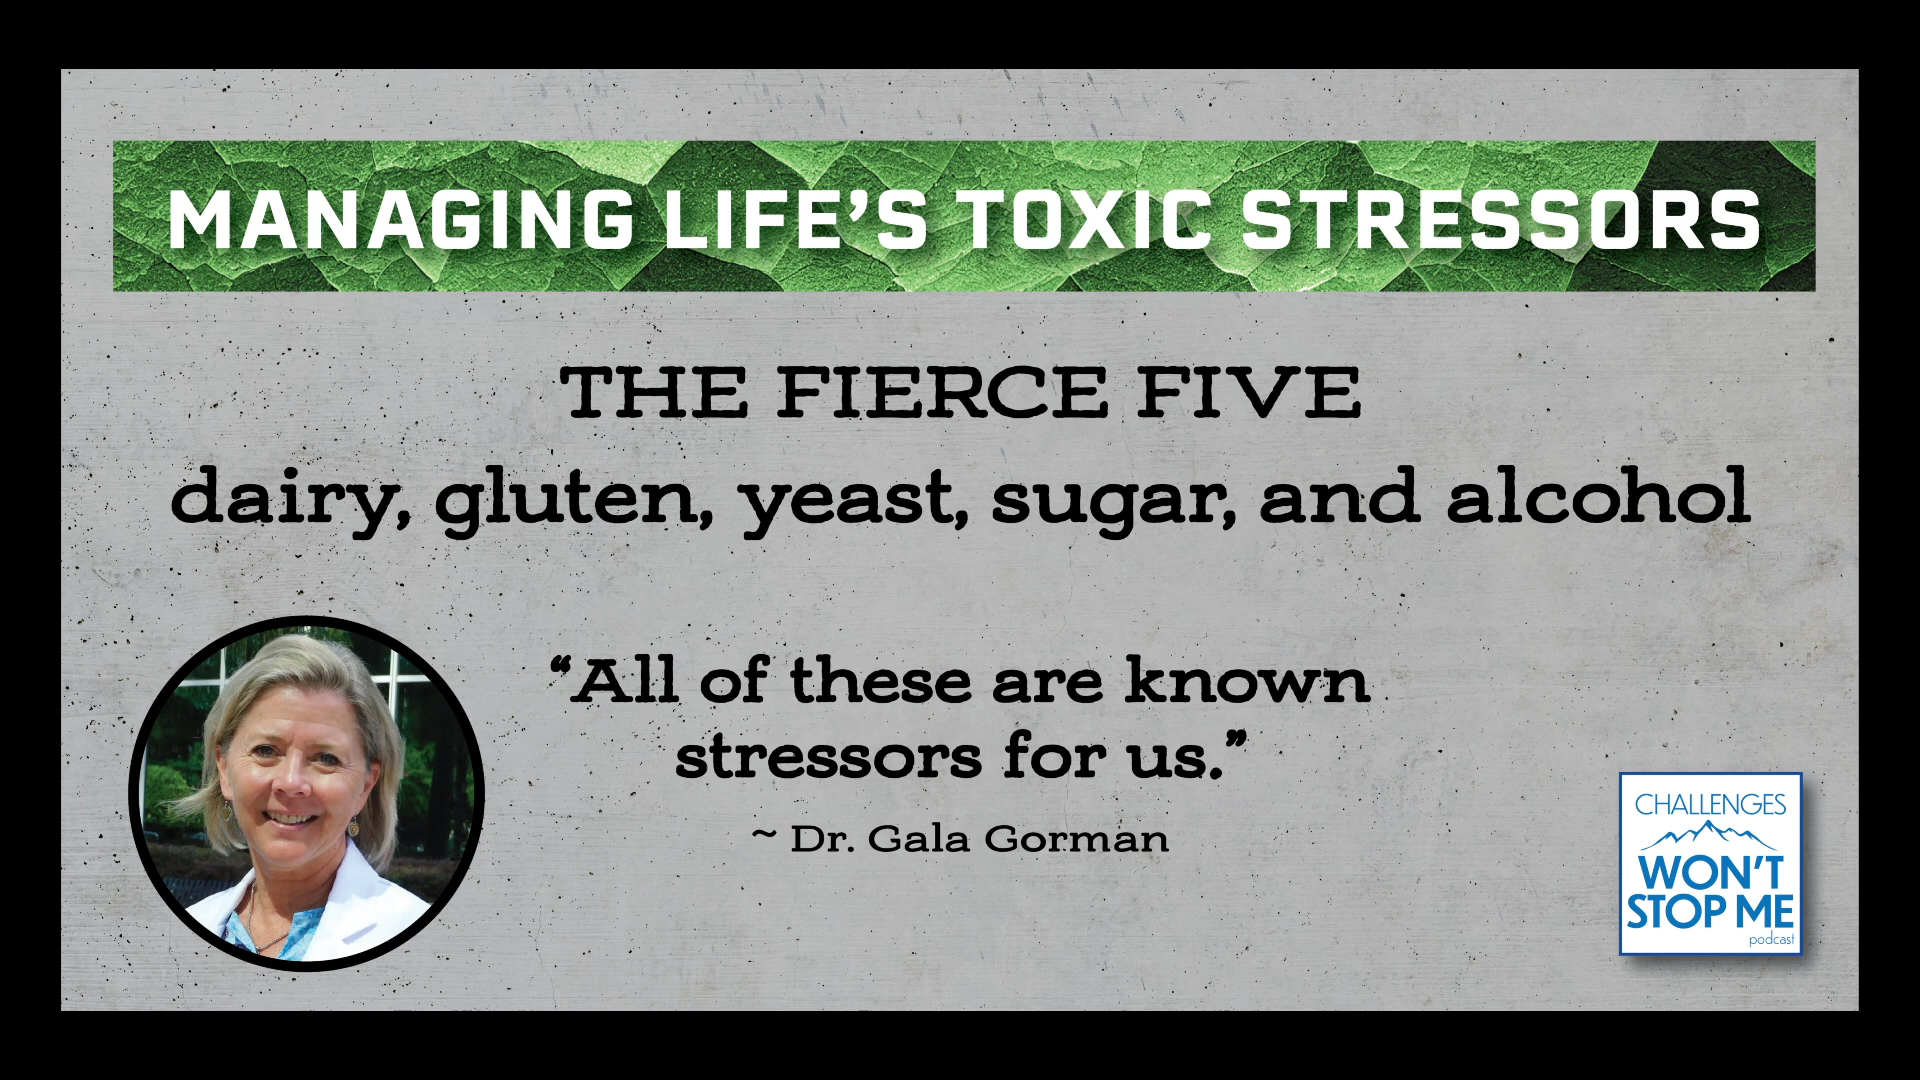 MANAGING LIFE’S TOXIC STRESSORS
THE FIERCE FIVE
dairy, gluten, yeast, sugar, and alcohol
“All of these are known
stressors for us.”
~ Dr. Gala Gorman
CHALLENGES
WON'T
STOP ME
podcast